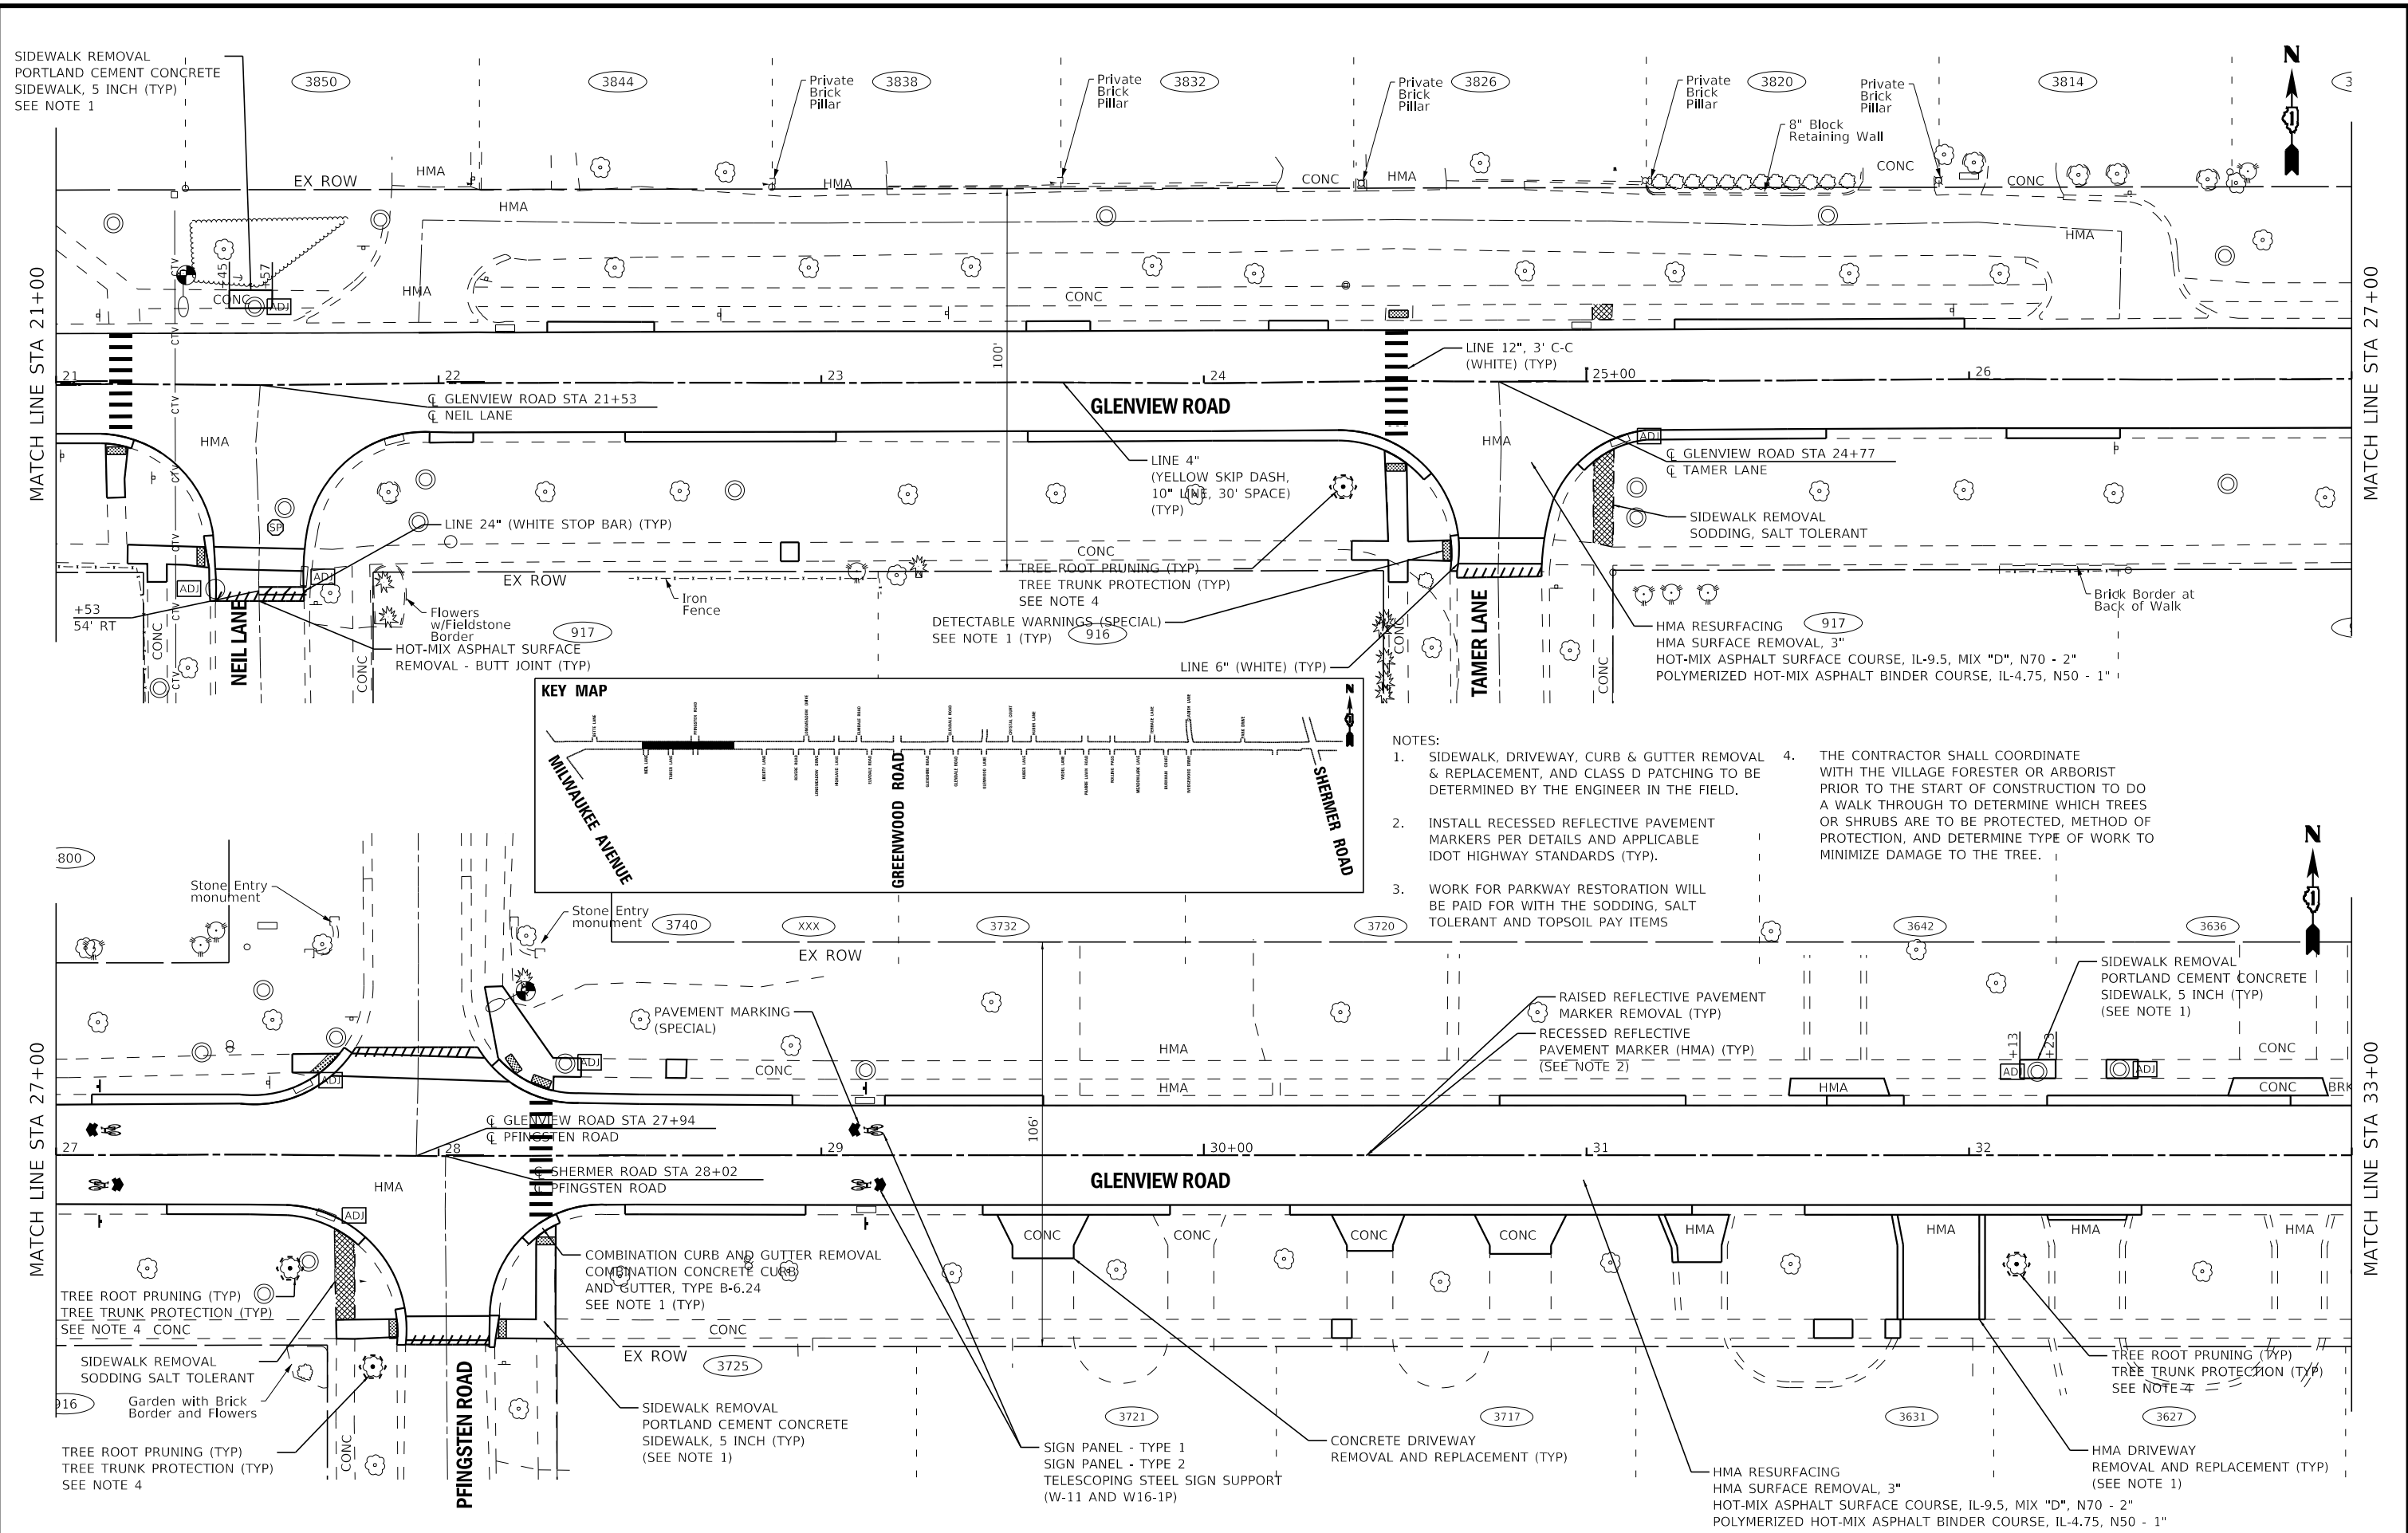 SIDEWALK REMOVAL
PORTLAND CEMENT CONCRETE
SIDEWALK, 5 INCH (TYP)
SEE NOTE 1
3850
3844
Private
Brick
Pillar
3838
Private
Brick
Pillar
3832
Private
Brick
Pillar
3826
Private
Brick
Pillar
3820
Private
Brick
Pillar
3814
N
8" Block
Retaining Wall
EX ROW
HMA
HMA
HMA
CONC
HMA
CONC
CONC
HMA
HMA
CONC
+45
+57
CONC
ADJ
CTV
CTV
CTV
CTV
CTV
CTV
MATCH LINE STA 21+00
MATCH LINE STA 27+00
100'
21
22
23
24
25+00
26
LINE 12", 3' C-C
(WHITE) (TYP)
℄ GLENVIEW ROAD STA 21+53
℄ NEIL LANE
GLENVIEW ROAD
HMA
HMA
ADJ
℄ GLENVIEW ROAD STA 24+77
℄ TAMER LANE
LINE 4"
(YELLOW SKIP DASH,
10" LINE, 30' SPACE)
(TYP)
SP
LINE 24" (WHITE STOP BAR) (TYP)
SIDEWALK REMOVAL
SODDING, SALT TOLERANT
CONC
TREE ROOT PRUNING (TYP)
TREE TRUNK PROTECTION (TYP)
SEE NOTE 4
EX ROW
ADJ
ADJ
+53
54' RT
Flowers
w/Fieldstone
Border
Iron
Fence
917
DETECTABLE WARNINGS (SPECIAL)
SEE NOTE 1 (TYP)
916
Brick Border at
Back of Walk
917
NEIL LANE
CONC
CONC
HOT-MIX ASPHALT SURFACE
REMOVAL - BUTT JOINT (TYP)
LINE 6" (WHITE) (TYP)
CONC
TAMER LANE
CONC
HMA RESURFACING
HMA SURFACE REMOVAL, 3"
HOT-MIX ASPHALT SURFACE COURSE, IL-9.5, MIX "D", N70 - 2"
POLYMERIZED HOT-MIX ASPHALT BINDER COURSE, IL-4.75, N50 - 1"
KEY MAP
N
MILWAUKEE AVENUE
GREENWOOD ROAD
SHERMER ROAD
NOTES:
1. SIDEWALK, DRIVEWAY, CURB & GUTTER REMOVAL
& REPLACEMENT, AND CLASS D PATCHING TO BE
DETERMINED BY THE ENGINEER IN THE FIELD.
2. INSTALL RECESSED REFLECTIVE PAVEMENT
MARKERS PER DETAILS AND APPLICABLE
IDOT HIGHWAY STANDARDS (TYP).
3. WORK FOR PARKWAY RESTORATION WILL
BE PAID FOR WITH THE SODDING, SALT
TOLERANT AND TOPSOIL PAY ITEMS
4. THE CONTRACTOR SHALL COORDINATE
WITH THE VILLAGE FORESTER OR ARBORIST
PRIOR TO THE START OF CONSTRUCTION TO DO
A WALK THROUGH TO DETERMINE WHICH TREES
OR SHRUBS ARE TO BE PROTECTED, METHOD OF
PROTECTION, AND DETERMINE TYPE OF WORK TO
MINIMIZE DAMAGE TO THE TREE.
N
800
Stone Entry
monument
Stone Entry
monument
3740
XXX
3732
3720
3642
3636
EX ROW
PAVEMENT MARKING
(SPECIAL)
RAISED REFLECTIVE PAVEMENT
MARKER REMOVAL (TYP)
RECESSED REFLECTIVE
PAVEMENT MARKER (HMA) (TYP)
(SEE NOTE 2)
SIDEWALK REMOVAL
PORTLAND CEMENT CONCRETE
SIDEWALK, 5 INCH (TYP)
(SEE NOTE 1)
+13
+23
ADJ
ADJ
CONC
HMA
HMA
CONC
ADJ
ADJ
HMA
CONC
BRK
MATCH LINE STA 27+00
MATCH LINE STA 33+00
106'
℄ GLENVIEW ROAD STA 27+94
℄ PFINGSTEN ROAD
27
28
29
30+00
31
32
℄ SHERMER ROAD STA 28+02
℄ PFINGSTEN ROAD
GLENVIEW ROAD
HMA
ADJ
CONC
CONC
CONC
CONC
HMA
HMA
HMA
HMA
COMBINATION CURB AND GUTTER REMOVAL
COMBINATION CONCRETE CURB
AND GUTTER, TYPE B-6.24
SEE NOTE 1 (TYP)
TREE ROOT PRUNING (TYP)
TREE TRUNK PROTECTION (TYP)
SEE NOTE 4
CONC
CONC
EX ROW
3725
SIDEWALK REMOVAL
SODDING SALT TOLERANT
Garden with Brick
Border and Flowers
916
TREE ROOT PRUNING (TYP)
TREE TRUNK PROTECTION (TYP)
SEE NOTE 4
CONC
PFINGSTEN ROAD
SIDEWALK REMOVAL
PORTLAND CEMENT CONCRETE
SIDEWALK, 5 INCH (TYP)
(SEE NOTE 1)
3721
SIGN PANEL - TYPE 1
SIGN PANEL - TYPE 2
TELESCOPING STEEL SIGN SUPPORT
(W-11 AND W16-1P)
3717
CONCRETE DRIVEWAY
REMOVAL AND REPLACEMENT (TYP)
3631
3627
TREE ROOT PRUNING (TYP)
TREE TRUNK PROTECTION (TYP)
SEE NOTE 4
HMA DRIVEWAY
REMOVAL AND REPLACEMENT (TYP)
(SEE NOTE 1)
HMA RESURFACING
HMA SURFACE REMOVAL, 3"
HOT-MIX ASPHALT SURFACE COURSE, IL-9.5, MIX "D", N70 - 2"
POLYMERIZED HOT-MIX ASPHALT BINDER COURSE, IL-4.75, N50 - 1"